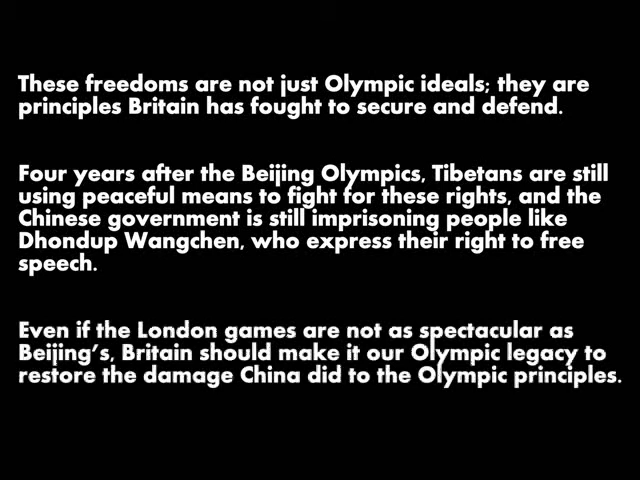 These freedoms are not just Olympic ideals; they are
principles Britain has fought to secure and defend.
Four years after the Beijing Olympics, Tibetans are still
using peaceful means to fight for these rights, and the
Chinese government is still imprisoning people like
Dhondup Wangchen, who express their right to free
speech.
Even if the London games are not as spectacular as
Beijing's, Britain should make it our Olympic legacy to
restore the damage China did to the Olympic principles.